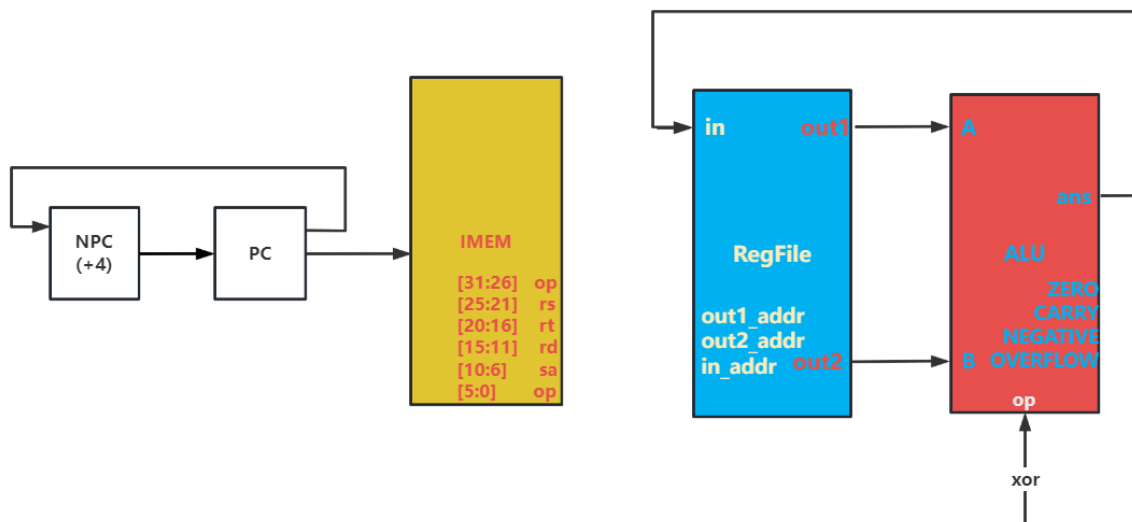 NPC
(+4)
PC
IMEM
[31:26] op
[25:21] rs
[20:16] rt
[15:11] rd
[10:6] sa
[5:0] op
in
out1
RegFile
out1_addr
out2_addr
in_addr
out2
A
ans
ALU
ZERO
CARRY
NEGATIVE
B OVERFLOW
op
xor